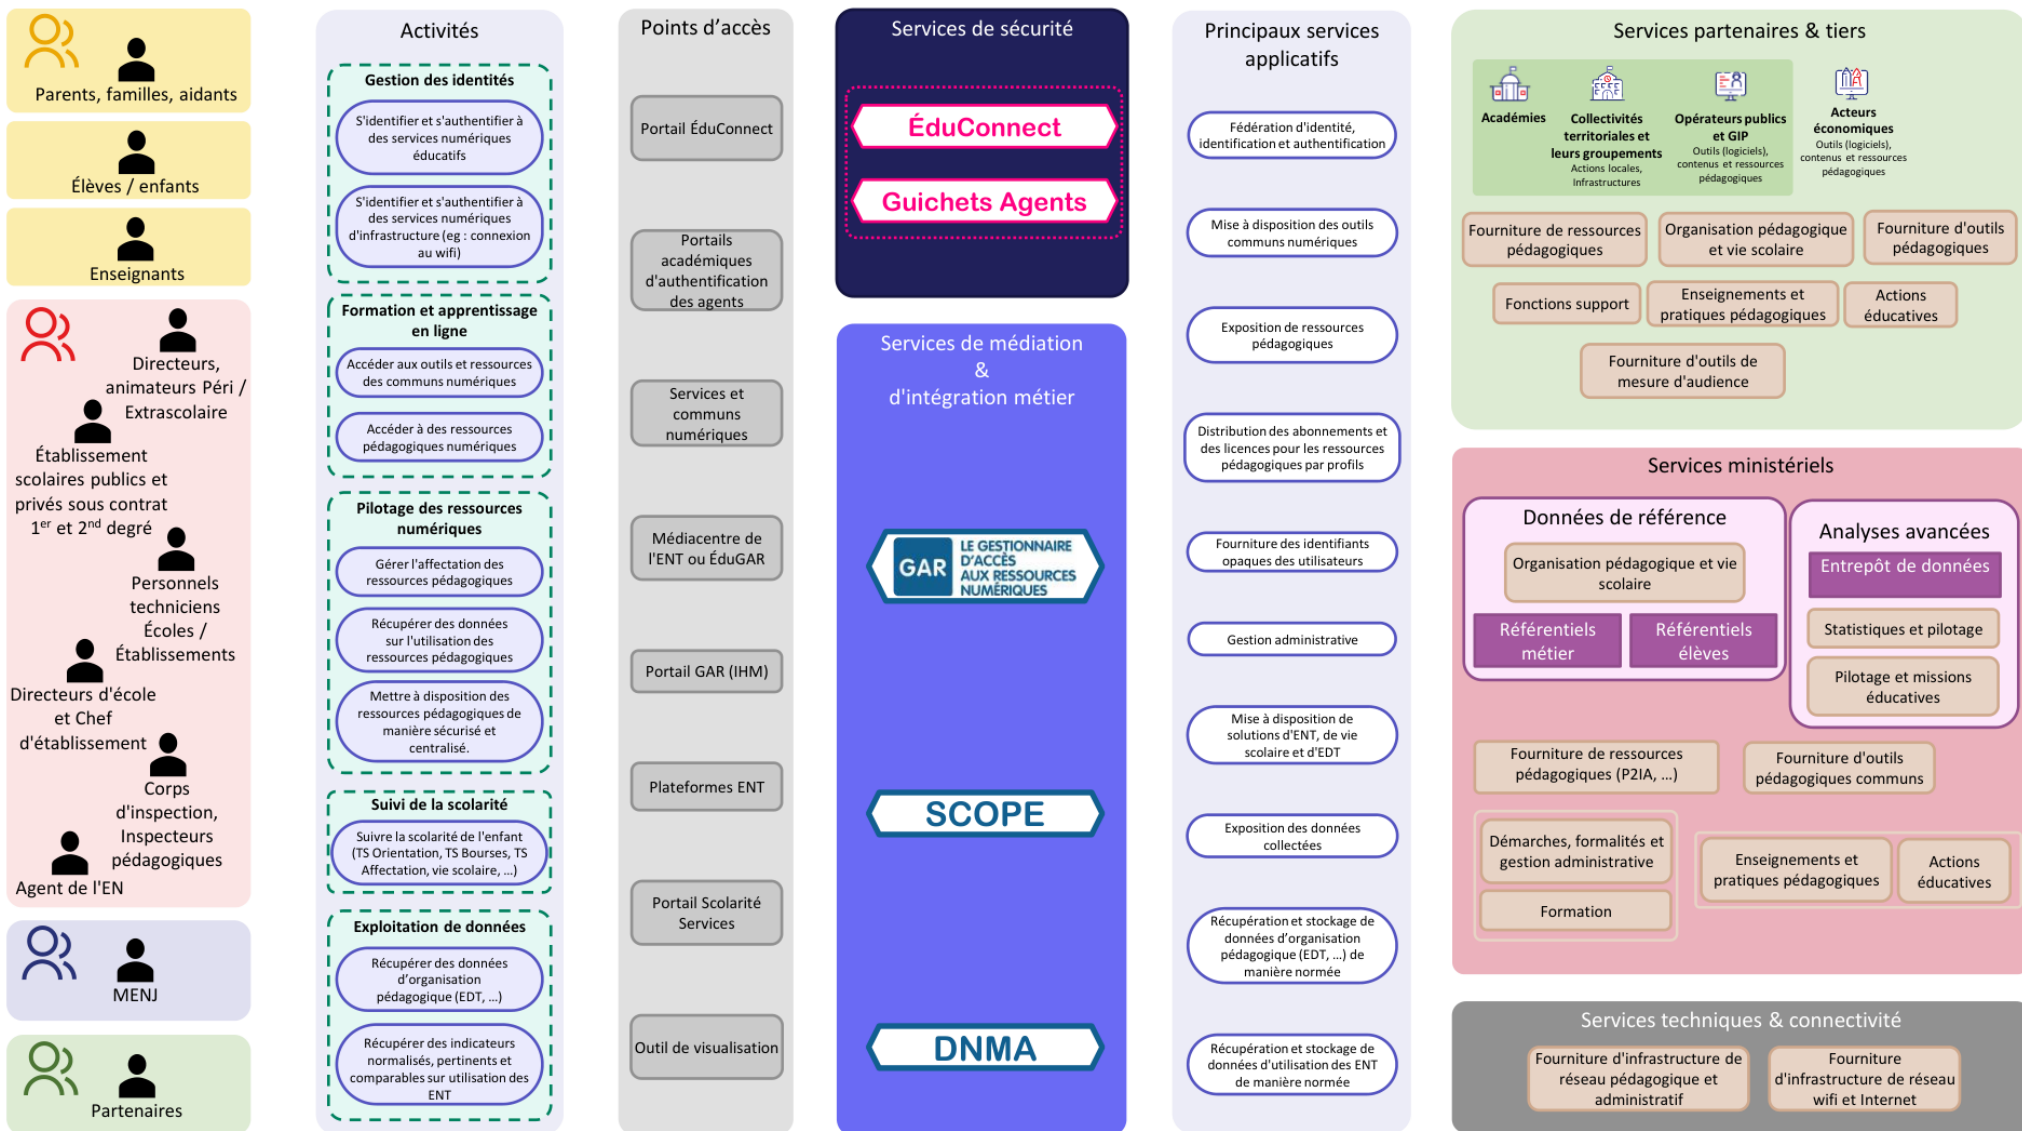 Parents, familles, aidants
Élèves / enfants
Enseignants
Directeurs,
animateurs Péri /
Extrascolaire
Établissement
scolaires publics et
privés sous contrat
1er et 2nd degré
Personnels
techniciens
Écoles /
Établissements
Directeurs d'école
et Chef
d'établissement
Corps
d'inspection,
Inspecteurs
pédagogiques
Agent de l'EN
MENJ
Partenaires
Activités
Gestion des identités
S'identifier et s'authentifier à
des services numériques
éducatifs
S'identifier et s'authentifier à
des services numériques
d'infrastructure (eg : connexion
au wifi)
Formation et apprentissage
en ligne
Accéder aux outils et ressources
des communs numériques
Accéder à des ressources
pédagogiques numériques
Pilotage des ressources
numériques
Gérer l'affectation des
ressources pédagogiques
Récupérer des données
sur l'utilisation des
ressources pédagogiques
Mettre à disposition des
ressources pédagogiques de
manière sécurisé et
centralisé.
Suivi de la scolarité
Suivre la scolarité de l'enfant
(TS Orientation, TS Bourses, TS
Affectation, vie scolaire, ...)
Exploitation de données
Récupérer des données
d’organisation
pédagogique (EDT, ...)
Récupérer des indicateurs
normalisés, pertinents et
comparables sur utilisation des
ENT
Points d’accès
Portail ÉduConnect
Portails
académiques
d'authentification
des agents
Services et
communs
numériques
Médiacentre de
l'ENT ou ÉduGAR
Portail GAR (IHM)
Plateformes ENT
Portail Scolarité
Services
Outil de visualisation
Services de sécurité
ÉduConnect
Guichets Agents
Services de médiation
&
d'intégration métier
GAR
LE GESTIONNAIRE
D'ACCÈS
AUX RESSOURCES
NUMÉRIQUES
SCOPE
DNMA
Principaux services
applicatifs
Fédération d'identité,
identification et authentification
Mise à disposition des outils
communs numériques
Exposition de ressources
pédagogiques
Distribution des abonnements et
des licences pour les ressources
pédagogiques par profils
Fourniture des identifiants
opaques des utilisateurs
Gestion administrative
Mise à disposition de
solutions d'ENT, de vie
scolaire et d'EDT
Exposition des données
collectées
Récupération et stockage de
données d’organisation
pédagogique (EDT, ...) de
manière normée
Récupération et stockage de
données d'utilisation des ENT
de manière normée
Services partenaires & tiers
Académies
Collectivités
territoriales et
leurs groupements
Actions locales,
Infrastructures
Opérateurs publics
et GIP
Outils (logiciels),
contenus et ressources
pédagogiques
Acteurs
économiques
Outils (logiciels),
contenus et ressources
pédagogiques
Fourniture de ressources
pédagogiques
Organisation pédagogique
et vie scolaire
Fourniture d'outils
pédagogiques
Fonctions support
Enseignements et
pratiques pédagogiques
Actions
éducatives
Fourniture d'outils de
mesure d'audience
Services ministériels
Données de référence
Organisation pédagogique et vie
scolaire
Référentiels
métier
Référentiels
élèves
Analyses avancées
Entrepôt de données
Statistiques et pilotage
Pilotage et missions
éducatives
Fourniture de ressources
pédagogiques (P2IA, ...)
Fourniture d'outils
pédagogiques communs
Démarches, formalités et
gestion administrative
Formation
Enseignements et
pratiques pédagogiques
Actions
éducatives
Services techniques & connectivité
Fourniture d'infrastructure de
réseau pédagogique et
administratif
Fourniture
d'infrastructure de réseau
wifi et Internet